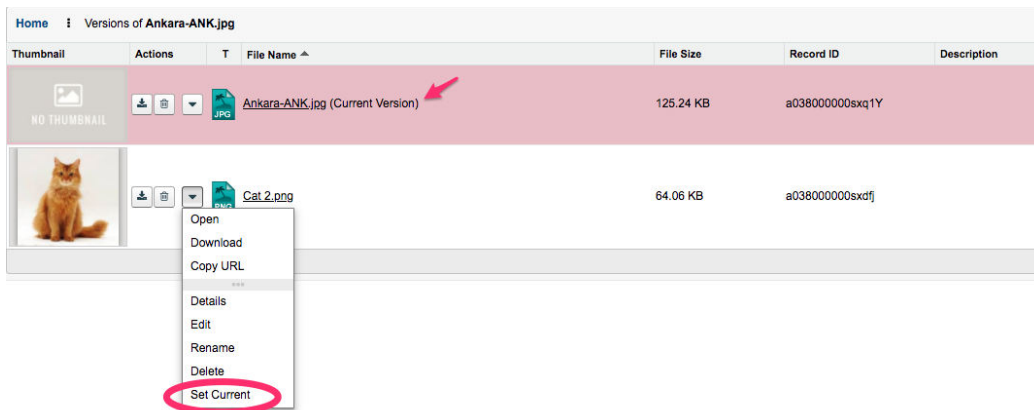 Home ⋮ Versions of Ankara-ANK.jpg
Thumbnail Actions T File Name File Size Record ID Description
NO THUMBNAIL JPG Ankara-ANK.jpg (Current Version) 125.24 KB a038000000sxq1Y
PNG Cat 2.png 64.06 KB a038000000sxdfj
Open
Download
Copy URL
Details
Edit
Rename
Delete
Set Current